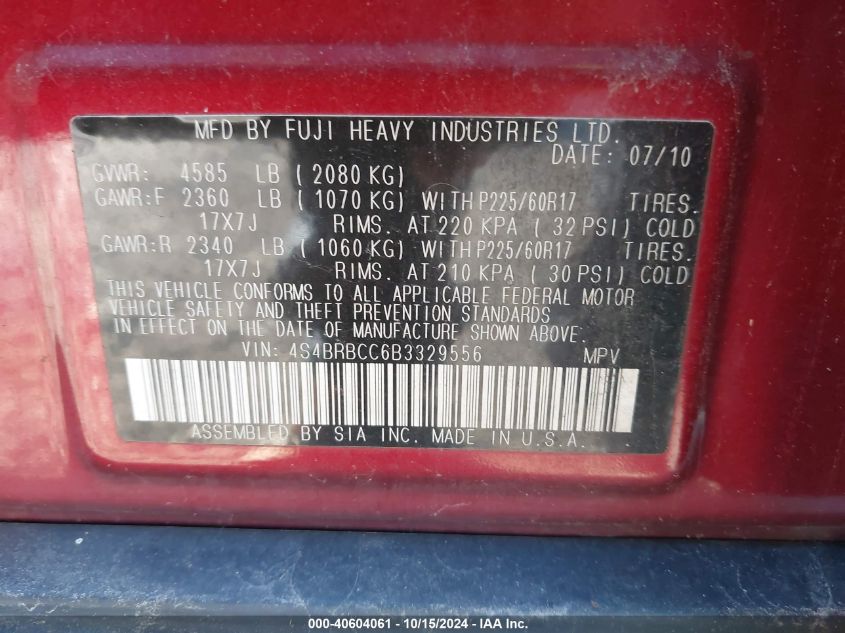 MFD BY FUJI HEAVY INDUSTRIES LTD.
DATE: 07/10
GVWR: 4585 LB ( 2080 KG)
GAWR:F 2360 LB ( 1070 KG) WITH P225/60R17 TIRES.
17X7J RIMS. AT 220 KPA ( 32 PSI) COLD
GAWR:R 2340 LB ( 1060 KG) WITH P225/60R17 TIRES.
17X7J RIMS. AT 210 KPA ( 30 PSI) COLD
THIS VEHICLE CONFORMS TO ALL APPLICABLE FEDERAL MOTOR
VEHICLE SAFETY AND THEFT PREVENTION STANDARDS
IN EFFECT ON THE DATE OF MANUFACTURE SHOWN ABOVE.
VIN: 4S4BRBCC6B3329556 MPV
ASSEMBLED BY SIA INC. MADE IN U.S.A.
000-40604061 - 10/15/2024 - www.iaai.com - Copyright IAA, Inc.